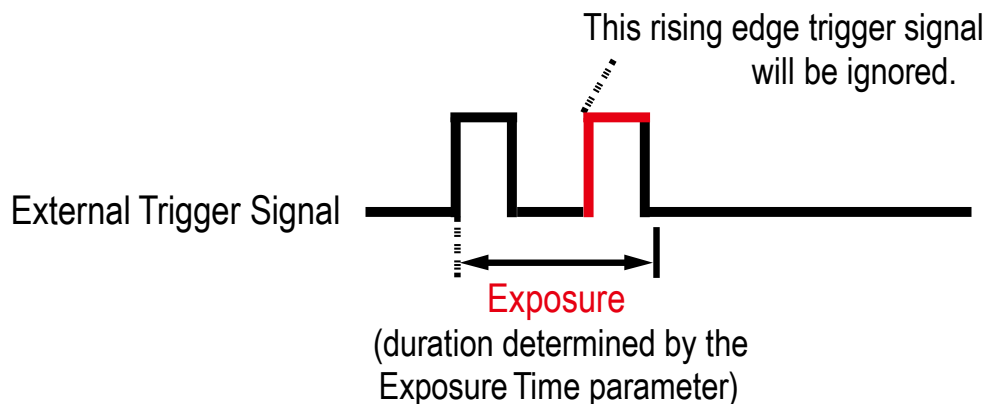 This rising edge trigger signal
will be ignored.
External Trigger Signal
Exposure
(duration determined by the
Exposure Time parameter)